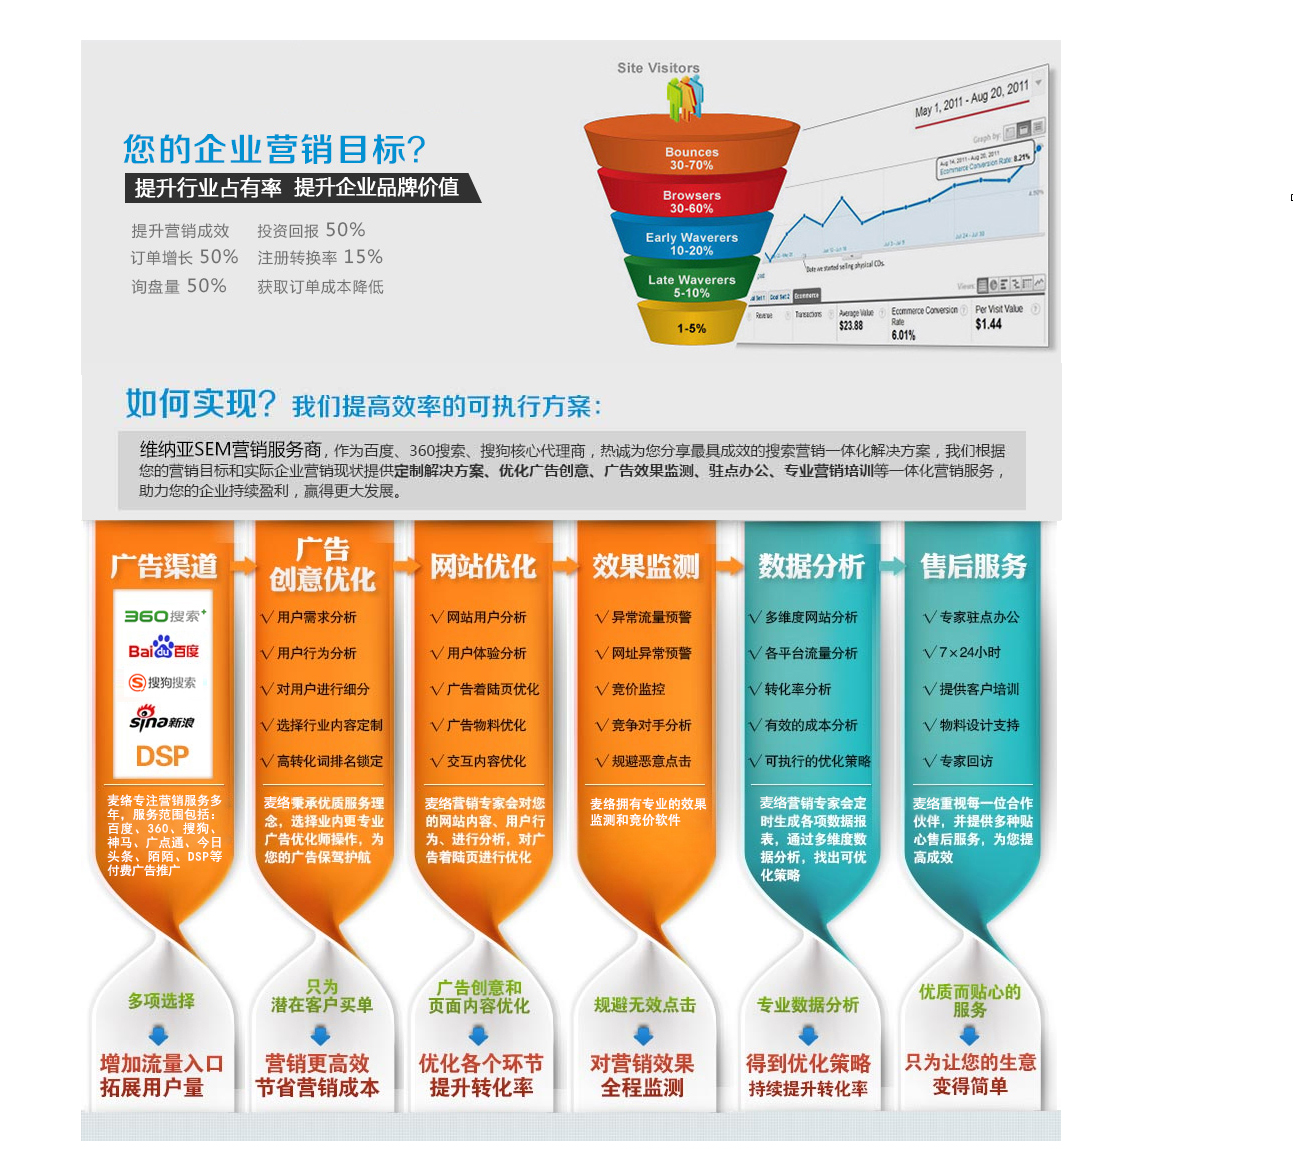 Site Visitors
Bounces
30-70%
Browsers
30-60%
Early Waverers
10-20%
Late Waverers
5-10%
1-5%
May 1, 2011 - Aug 20, 2011
Graph by:
Aug 14, 2011 - Aug 20, 2011
Ecommerce Conversion Rate: 8.21%
Jul 24 - Jul 30
Date we started selling physical CDs.
Views:
Ecommerce
Revenue
Transactions
Average Value
$23.88
Ecommerce Conversion
Rate
6.01%
Per Visit Value
$1.44
您的企业营销目标?
提升行业占有率 提升企业品牌价值
提升营销成效 投资回报 50%
订单增长 50% 注册转换率 15%
询盘量 50% 获取订单成本降低
如何实现? 我们提高效率的可执行方案:
维纳亚SEM营销服务商，作为百度、360搜索、搜狗核心代理商，热诚为您分享最具成效的搜索营销一体化解决方案，我们根据
您的营销目标和实际企业营销现状提供定制解决方案、优化广告创意、广告效果监测、驻点办公、专业营销培训等一体化营销服务，
助力您的企业持续盈利，赢得更大发展。
广告渠道
360搜索+
Bai du 百度
S 搜狗搜索
sina新浪
DSP
麦络专注营销服务多
年，服务范围包括：
百度、360、搜狗、
神马、广点通、今日
头条、陌陌、DSP等
付费广告推广
多项选择
增加流量入口
拓展用户量
广告
创意优化
√ 用户需求分析
√ 用户行为分析
√ 对用户进行细分
√ 选择行业内容定制
√ 高转化词排名锁定
麦络秉承优质服务理
念，选择业内更专业
广告优化师操作，为
您的广告保驾护航
只为
潜在客户买单
营销更高效
节省营销成本
网站优化
√ 网站用户分析
√ 用户体验分析
√ 广告着陆页优化
√ 广告物料优化
√ 交互内容优化
麦络营销专家会对您
的网站内容、用户行
为、进行分析，对广
告着陆页进行优化
广告创意和
页面内容优化
优化各个环节
提升转化率
效果监测
√ 异常流量预警
√ 网址异常预警
√ 竞价监控
√ 竞争对手分析
√ 规避恶意点击
麦络拥有专业的效果
监测和竞价软件
规避无效点击
对营销效果
全程监测
数据分析
√ 多维度网站分析
√ 各平台流量分析
√ 转化率分析
√ 有效的成本分析
√ 可执行的优化策略
麦络营销专家会定
时生成各项数据报
表，通过多维度数
据分析，找出可优
化策略
专业数据分析
得到优化策略
持续提升转化率
售后服务
√ 专家驻点办公
√ 7×24小时
√ 提供客户培训
√ 物料设计支持
√ 专家回访
麦络重视每一位合作
伙伴，并提供多种贴
心售后服务，为您提
高成效
优质而贴心的
服务
只为让您的生意
变得简单